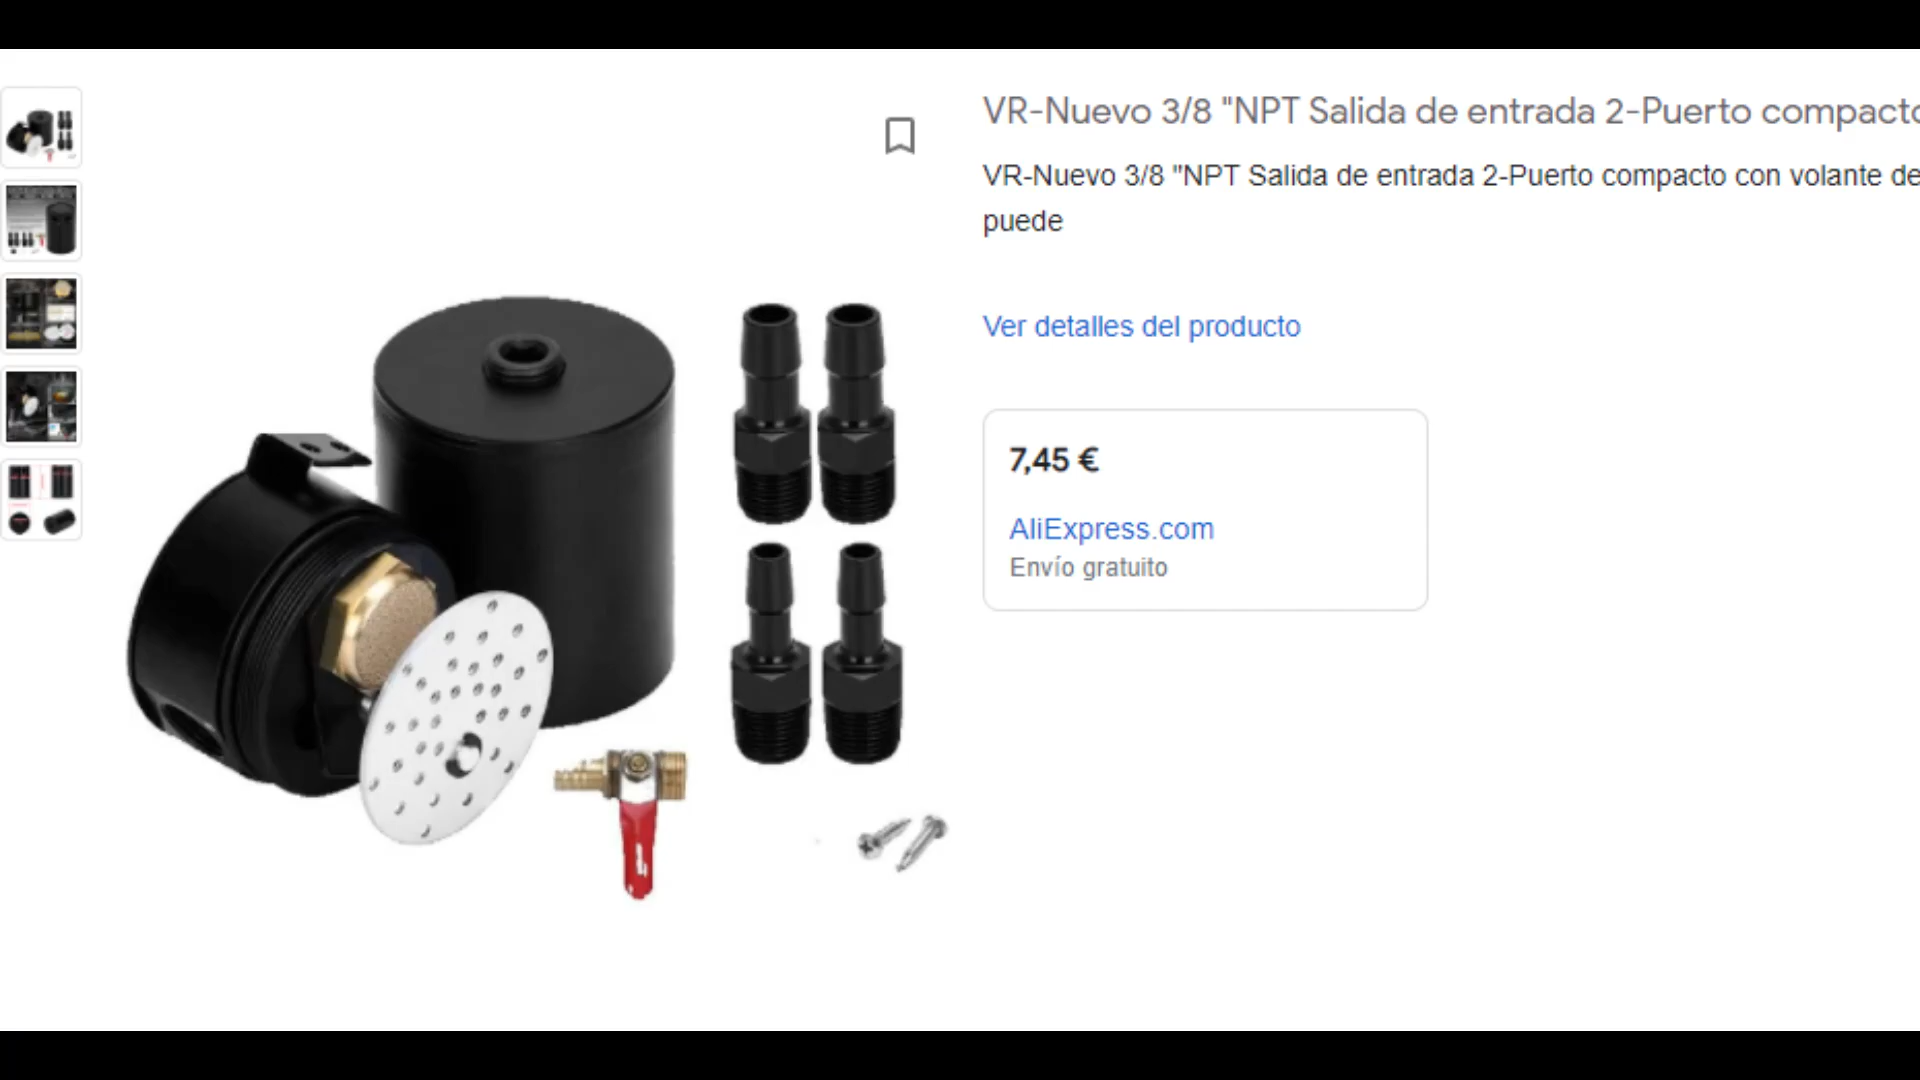 VR-Nuevo 3/8 "NPT Salida de entrada 2-Puerto compacto
VR-Nuevo 3/8 "NPT Salida de entrada 2-Puerto compacto con volante de
puede
Ver detalles del producto
7,45 €
AliExpress.com
Envío gratuito